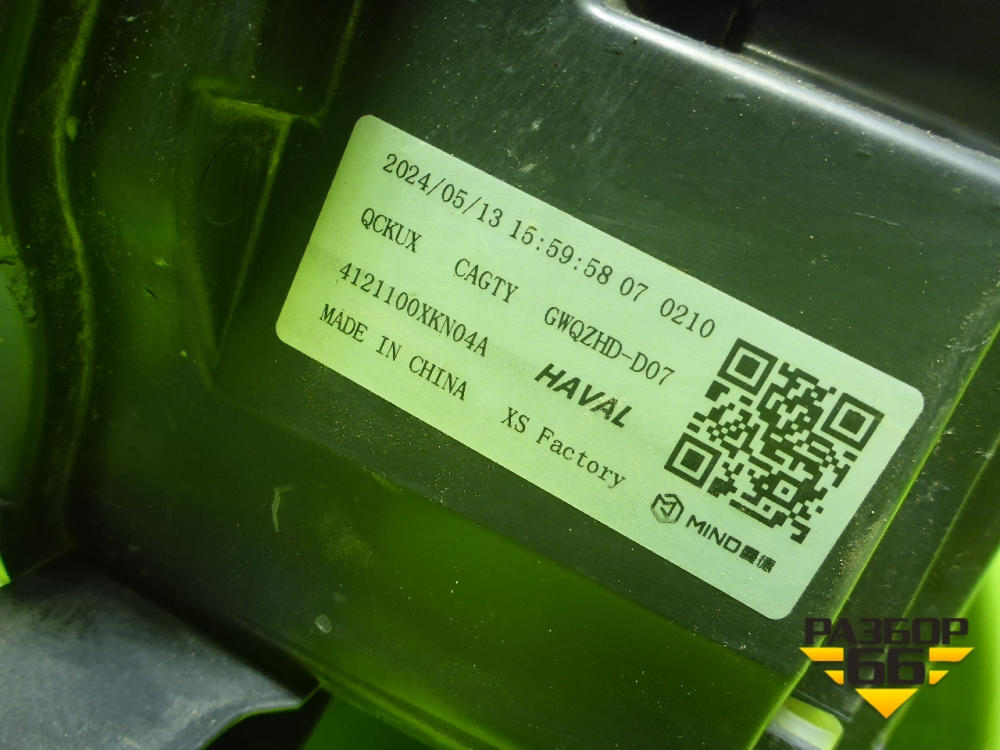 2024/05/13 15:59:58 07 0210
QCKUX CAGTY GWQZHD-D07
4121100XKN04A HAVAL
MADE IN CHINA XS Factory
MIND
РАЗБОР
66